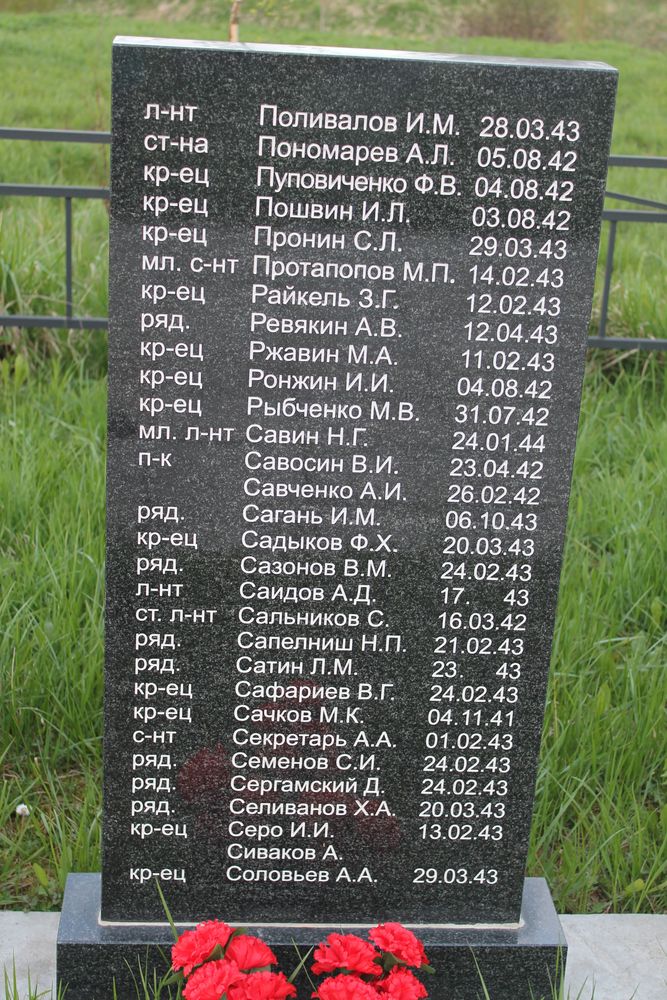 л-нт Поливалов И.М. 28.03.43
ст-на Пономарев А.Л. 05.08.42
кр-ец Пуповиченко Ф.В. 04.08.42
кр-ец Пошвин И.Л. 03.08.42
кр-ец Пронин С.Л. 29.03.43
мл. с-нт Протапопов М.П. 14.02.43
кр-ец Райкель З.Г. 12.02.43
ряд. Ревякин А.В. 12.04.43
кр-ец Ржавин М.А. 11.02.43
кр-ец Ронжин И.И. 04.08.42
кр-ец Рыбченко М.В. 31.07.42
мл. л-нт Савин Н.Г. 24.01.44
п-к Савосин В.И. 23.04.42
Савченко А.И. 26.02.42
ряд. Сагань И.М. 06.10.43
кр-ец Садыков Ф.Х. 20.03.43
ряд. Сазонов В.М. 24.02.43
л-нт Саидов А.Д. 17. 43
ст. л-нт Сальников С. 16.03.42
ряд. Сапелниш Н.П. 21.02.43
ряд. Сатин Л.М. 23. 43
кр-ец Сафариев В.Г. 24.02.43
кр-ец Сачков М.К. 04.11.41
с-нт Секретарь А.А. 01.02.43
ряд. Семенов С.И. 24.02.43
ряд. Сергамский Д. 24.02.43
ряд. Селиванов Х.А. 20.03.43
кр-ец Серо И.И. 13.02.43
Сиваков А.
кр-ец Соловьев А.А. 29.03.43